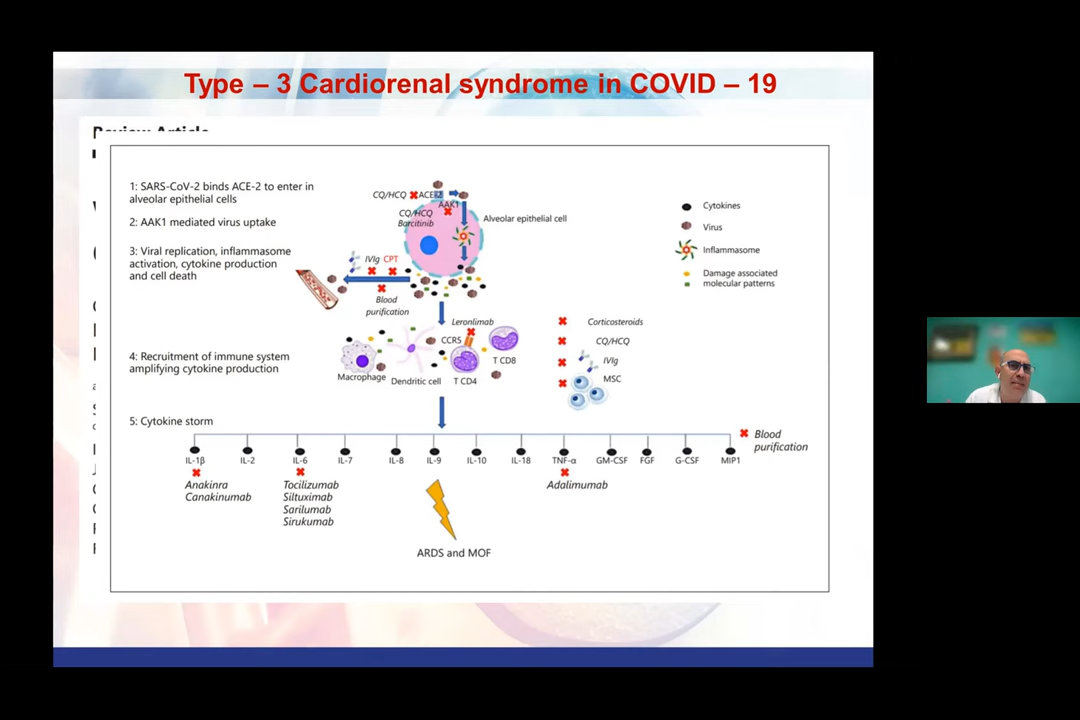 Type – 3 Cardiorenal syndrome in COVID – 19
Review Article
1: SARS-CoV-2 binds ACE-2 to enter in
alveolar epithelial cells
2: AAK1 mediated virus uptake
3: Viral replication, inflammasome
activation, cytokine production
and cell death
CQ/HCQ
ACE-2
AAK1
CQ/HCQ
Barcitinib
Alveolar epithelial cell
Cytokines
Virus
Inflammasome
Damage associated
molecular patterns
IVIg CPT
Blood
purification
4: Recruitment of immune system
amplifying cytokine production
Leronlimab
CCR5
T CD8
Macrophage
Dendritic cell
T CD4
Corticosteroids
CQ/HCQ
IVIg
MSC
5: Cytokine storm
Blood
purification
IL-1β IL-2 IL-6 IL-7 IL-8 IL-9 IL-10 IL-18 TNF-α GM-CSF FGF G-CSF MIP1
Anakinra
Canakinumab
Tocilizumab
Siltuximab
Sarilumab
Sirukumab
Adalimumab
ARDS and MOF